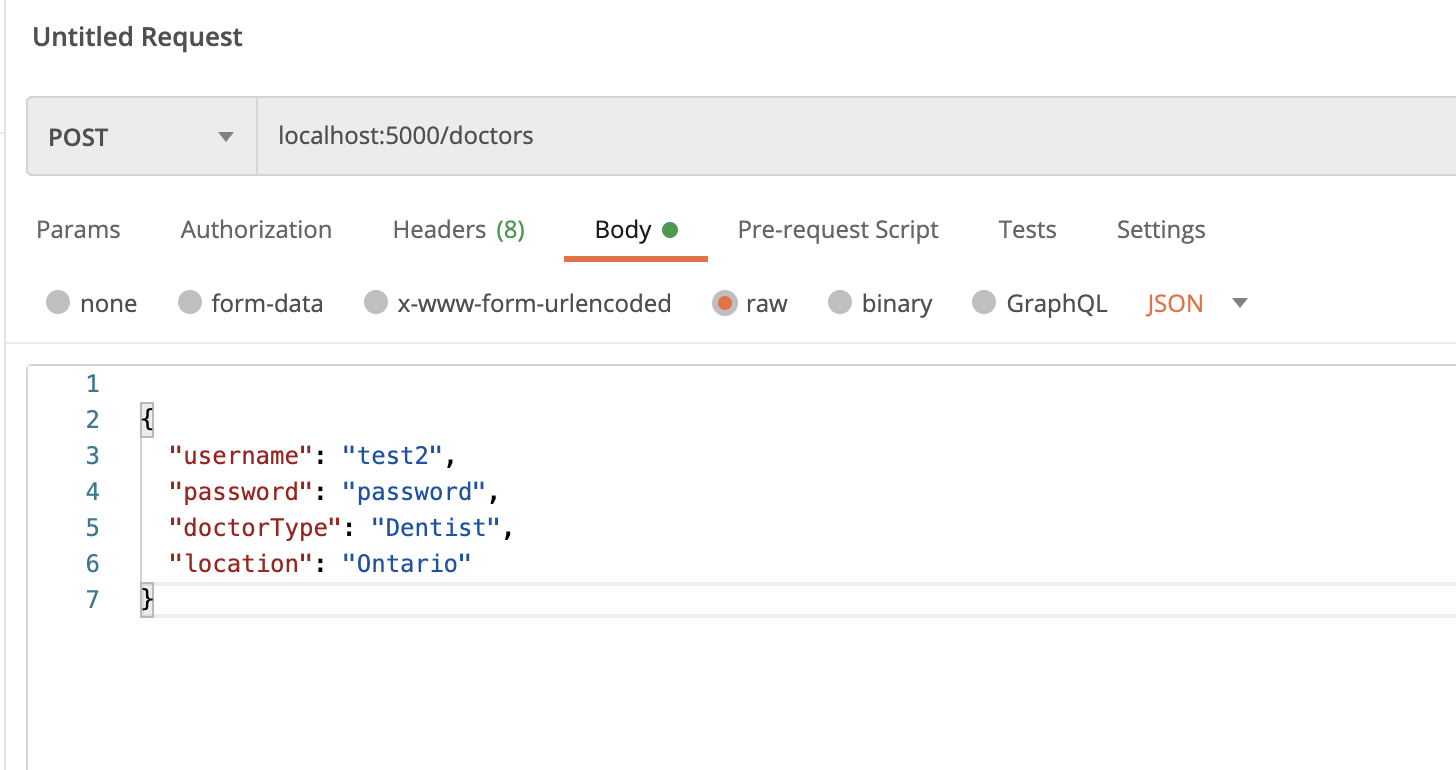 Untitled Request
POST localhost:5000/doctors
Params Authorization Headers (8) Body Pre-request Script Tests Settings
none form-data x-www-form-urlencoded raw binary GraphQL JSON
1
2 {
3 "username": "test2",
4 "password": "password",
5 "doctorType": "Dentist",
6 "location": "Ontario"
7 }